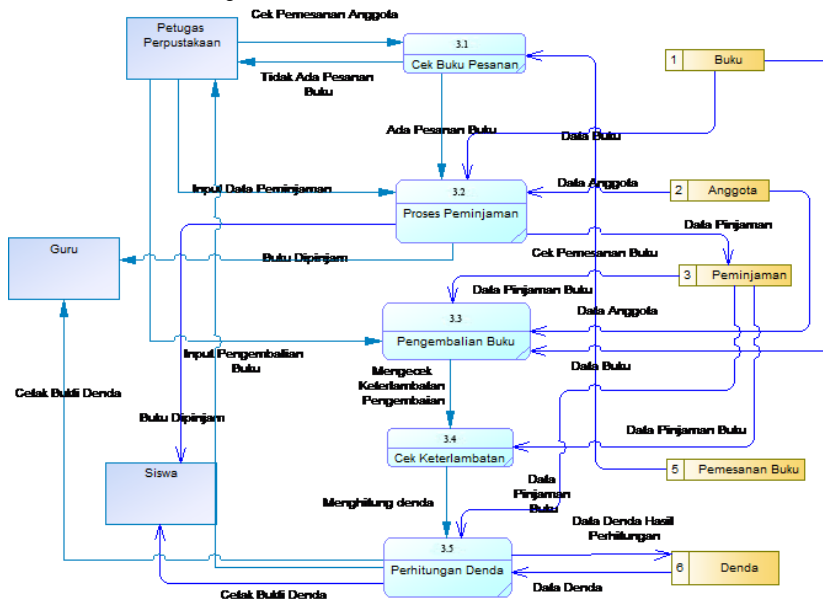 Cek Pemesanan Anggota
Petugas
Perpustakaan
3.1
Cek Buku Pesanan
1 Buku
Tidak Ada Pesanan
Buku
Ada Pesanan Buku
Data Buku
Input Data Peminjaman
3.2
Proses Peminjaman
Data Anggota
2 Anggota
Data Pinjaman
Guru
Buku Dipinjam
Cek Pemesanan Buku
3 Peminjaman
Data Pinjaman Buku
3.3
Pengembalian Buku
Data Anggota
Input Pengembalian
Buku
Data Buku
Mengecek
Keterlambatan
Pengembaian
Cetak Bukti Denda
Buku Dipinjam
3.4
Cek Keterlambatan
Data Pinjaman Buku
Siswa
5 Pemesanan Buku
Data
Pinjaman
Buku
Menghitung denda
Data Denda Hasil
Perhitungan
3.5
Perhitungan Denda
6 Denda
Data Denda
Cetak Bukti Denda